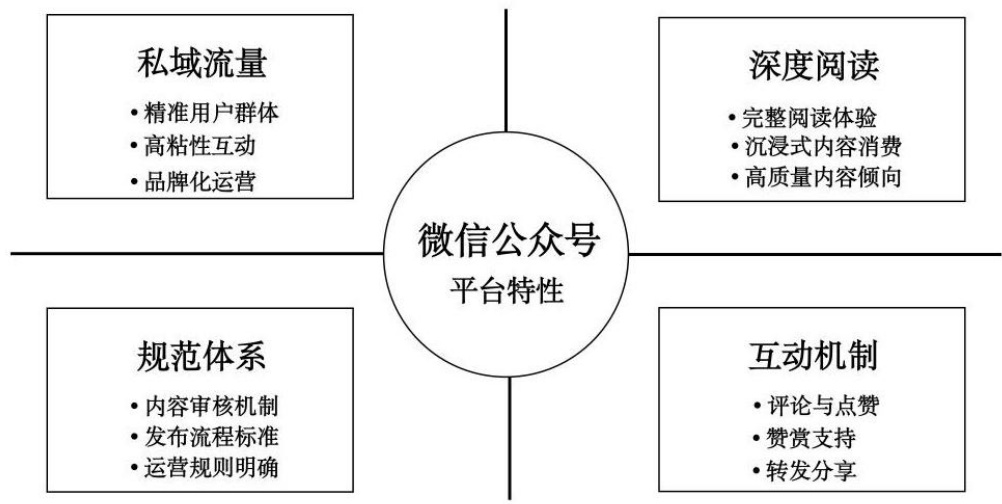 私域流量
• 精准用户群体
• 高粘性互动
• 品牌化运营
深度阅读
• 完整阅读体验
• 沉浸式内容消费
• 高质量内容倾向
微信公众号
平台特性
规范体系
• 内容审核机制
• 发布流程标准
• 运营规则明确
互动机制
• 评论与点赞
• 赞赏支持
• 转发分享